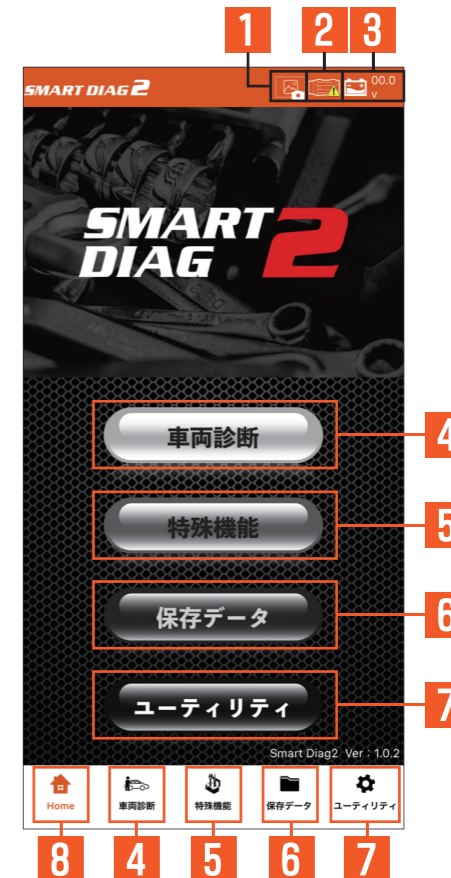 1 2 3
SMART DIAG 2
00.0
v
SMART 2
DIAG
車両診断 4
特殊機能 5
保存データ 6
ユーティリティ 7
Smart Diag2 Ver : 1.0.2
Home 車両診断 特殊機能 保存データ ユーティリティ
8 4 5 6 7